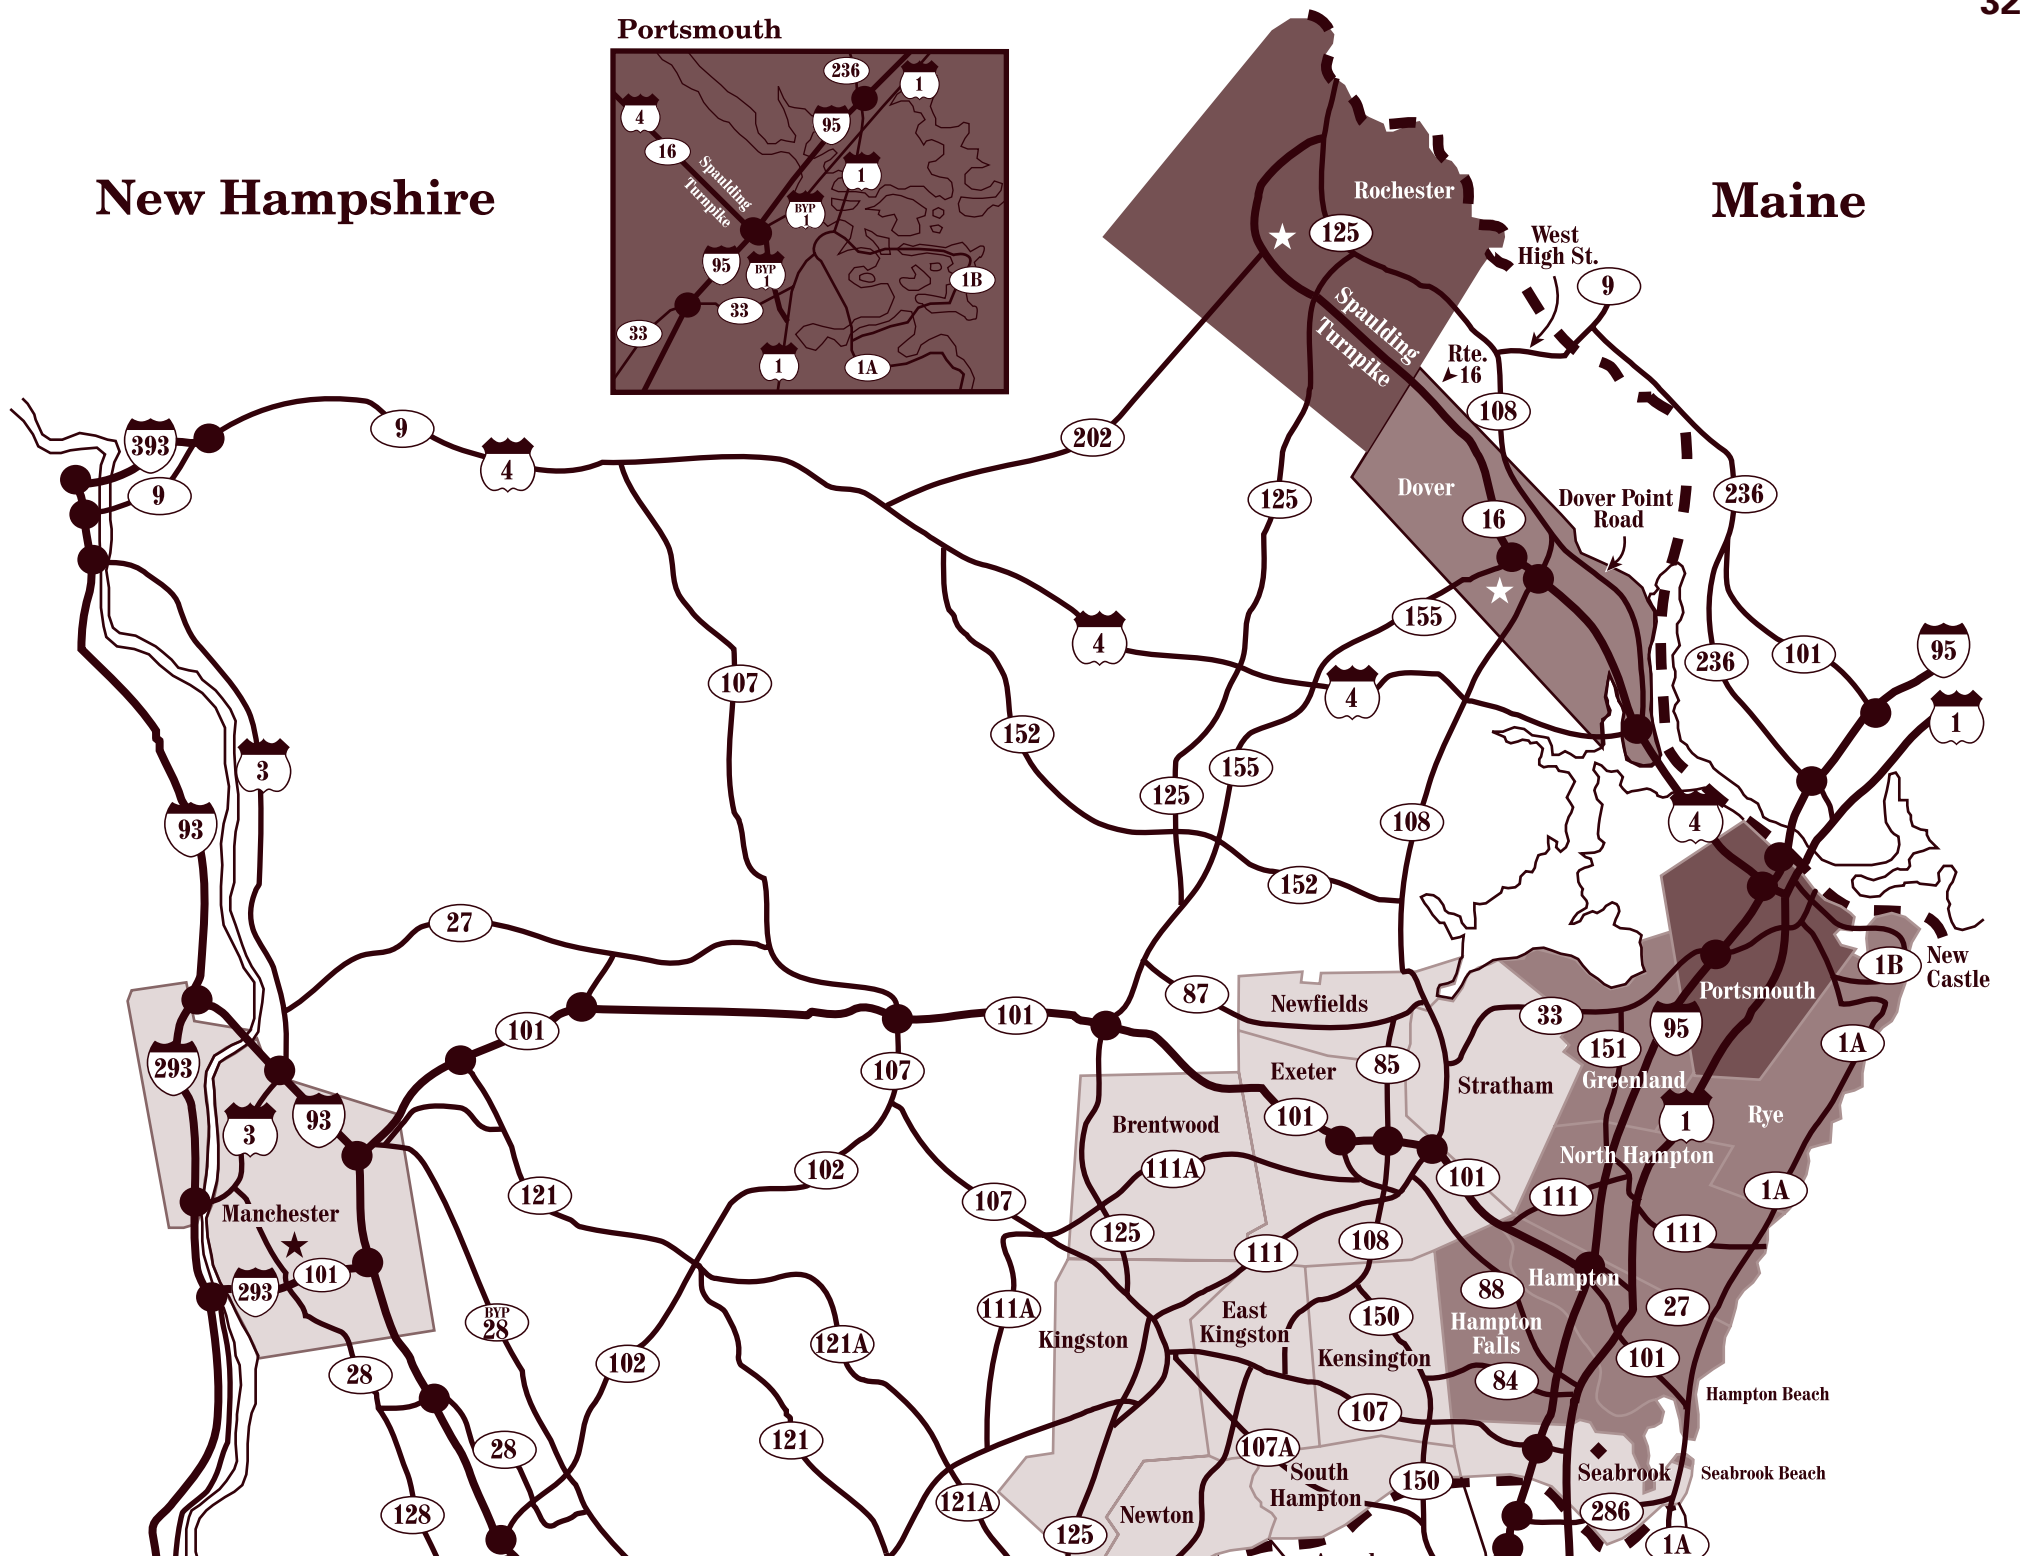 32
Portsmouth
236
1
4
95
16
Spaulding
Turnpike
1
BYP
1
95
BYP
1
1B
33
33
1
1A
New Hampshire
Maine
Rochester
125
West
High St.
9
Spaulding
Turnpike
Rte.
16
108
393
9
4
202
9
Dover
125
16
Dover Point
Road
236
155
4
107
4
236
101
95
1
152
3
155
125
93
108
4
152
27
New
Castle
1B
87
Newfields
Portsmouth
101
101
33
95
1A
293
107
85
151
Exeter
Stratham
Greenland
3
93
101
1
Rye
Brentwood
North Hampton
102
111A
101
121
107
111
1A
Manchester
125
108
111
111
101
293
Hampton
88
27
111A
BYP
28
East
Kingston
150
Hampton
Falls
Kingston
121A
102
Kensington
101
28
84
Hampton Beach
107
121
28
107A
South
Hampton
150
Seabrook
Seabrook Beach
121A
128
Newton
286
125
1A